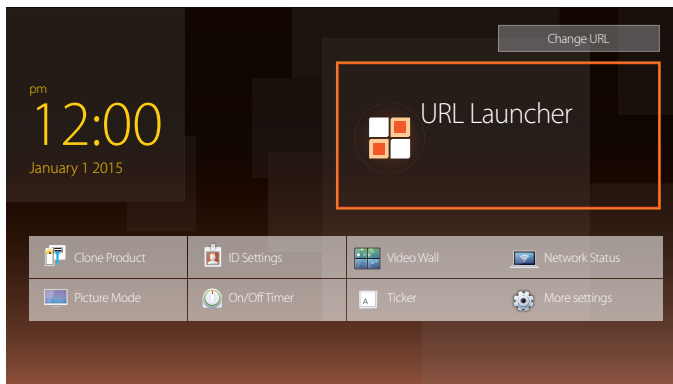 Change URL
pm
12:00
January 1 2015
URL Launcher
Clone Product
ID Settings
Video Wall
Network Status
Picture Mode
On/Off Timer
A
Ticker
More settings